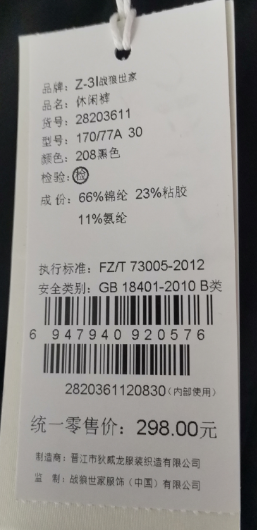 品牌：Z-3I战狼世家
品名：休闲裤
货号：28203611
型号：170/77A 30
颜色：208黑色
检验：检
成 份：66%锦纶 23%粘胶
11%氨纶
执行标准：FZ/T 73005-2012
安全类别：GB 18401-2010 B类
6 947940 920576
2820361120830（内部使用）
统一零售价：298.00元
制造商：晋江市狄威龙服装织造有限公司
监 制：战狼世家服饰（中国）有限公司